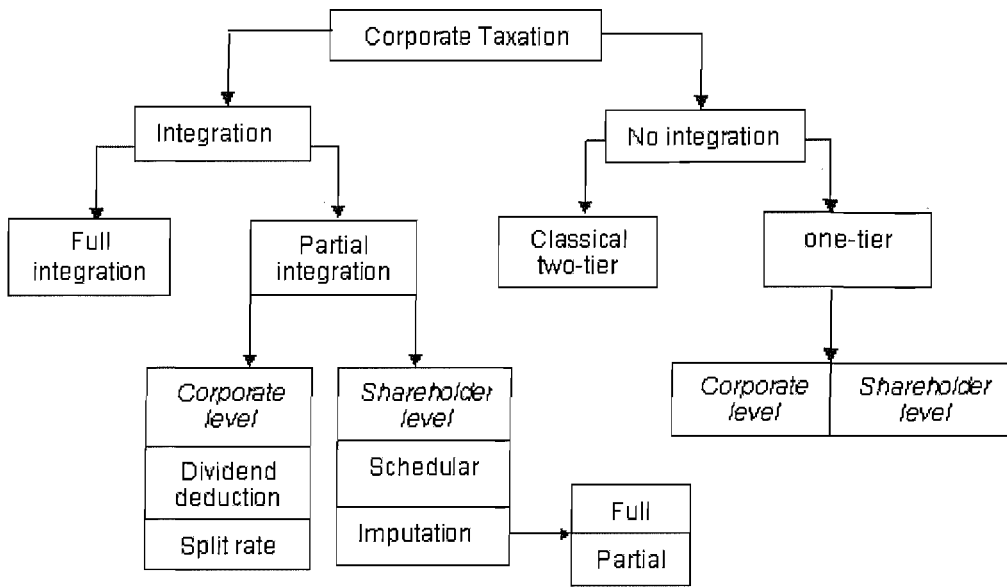 Corporate Taxation
Integration
No integration
Full
integration
Partial
integration
Classical
two-tier
one-tier
Corporate
level
Dividend
deduction
Split rate
Shareholder
level
Schedular
Imputation
Full
Partial
Corporate
level
Shareholder
level